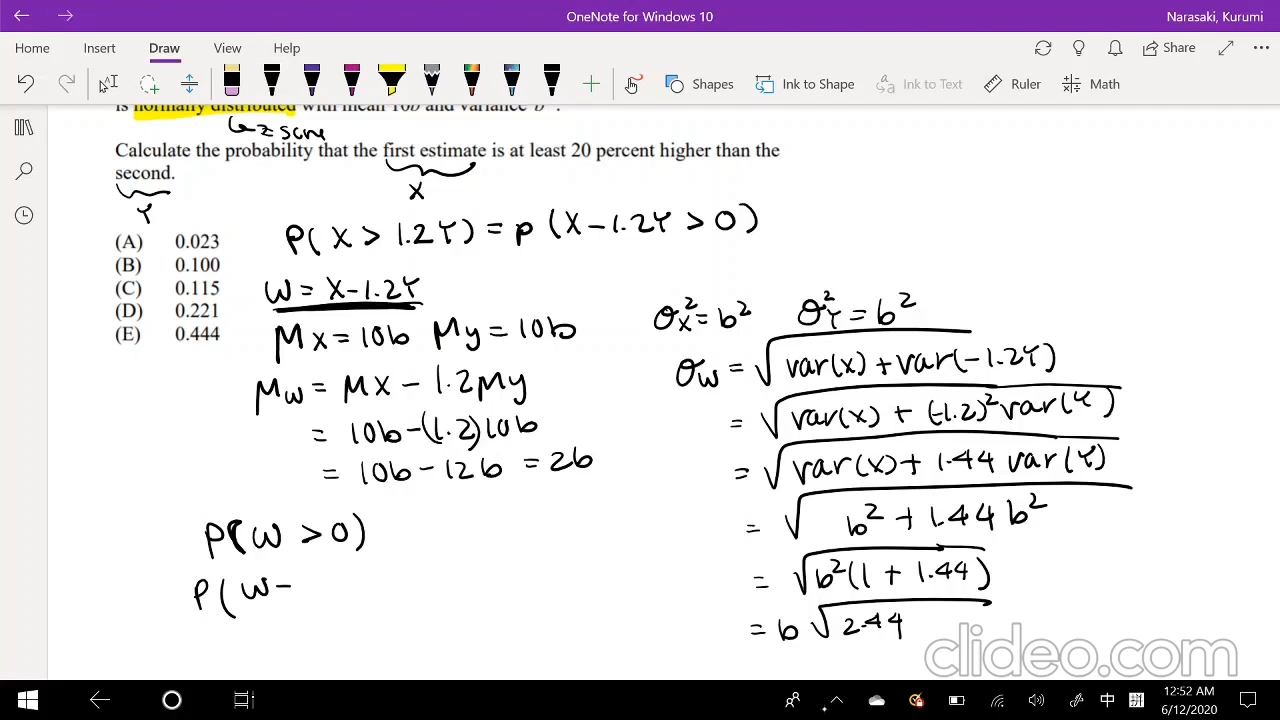 OneNote for Windows 10
Narasaki, Kurumi
Home Insert Draw View Help
Share
Shapes Ink to Shape Ink to Text Ruler Math
is normally distributed with mean 10b and variance b².
↳ z score
Calculate the probability that the first estimate is at least 20 percent higher than the
second.
X
Y
P(X > 1.2Y) = P(X - 1.2Y > 0)
(A) 0.023
(B) 0.100
(C) 0.115
(D) 0.221
(E) 0.444
W = X - 1.2Y
Mx = 10b My = 10b
Mw = Mx - 1.2My
= 10b - (1.2)10b
= 10b - 12b = 2b
P(W > 0)
P(W -
σx² = b² σY² = b²
σw = √var(x) + var(-1.2Y)
= √var(x) + (-1.2)² var(Y)
= √var(x) + 1.44 var(Y)
= √b² + 1.44b²
= √b²(1 + 1.44)
= b√2.44
clideo.com
中
12:52 AM
6/12/2020